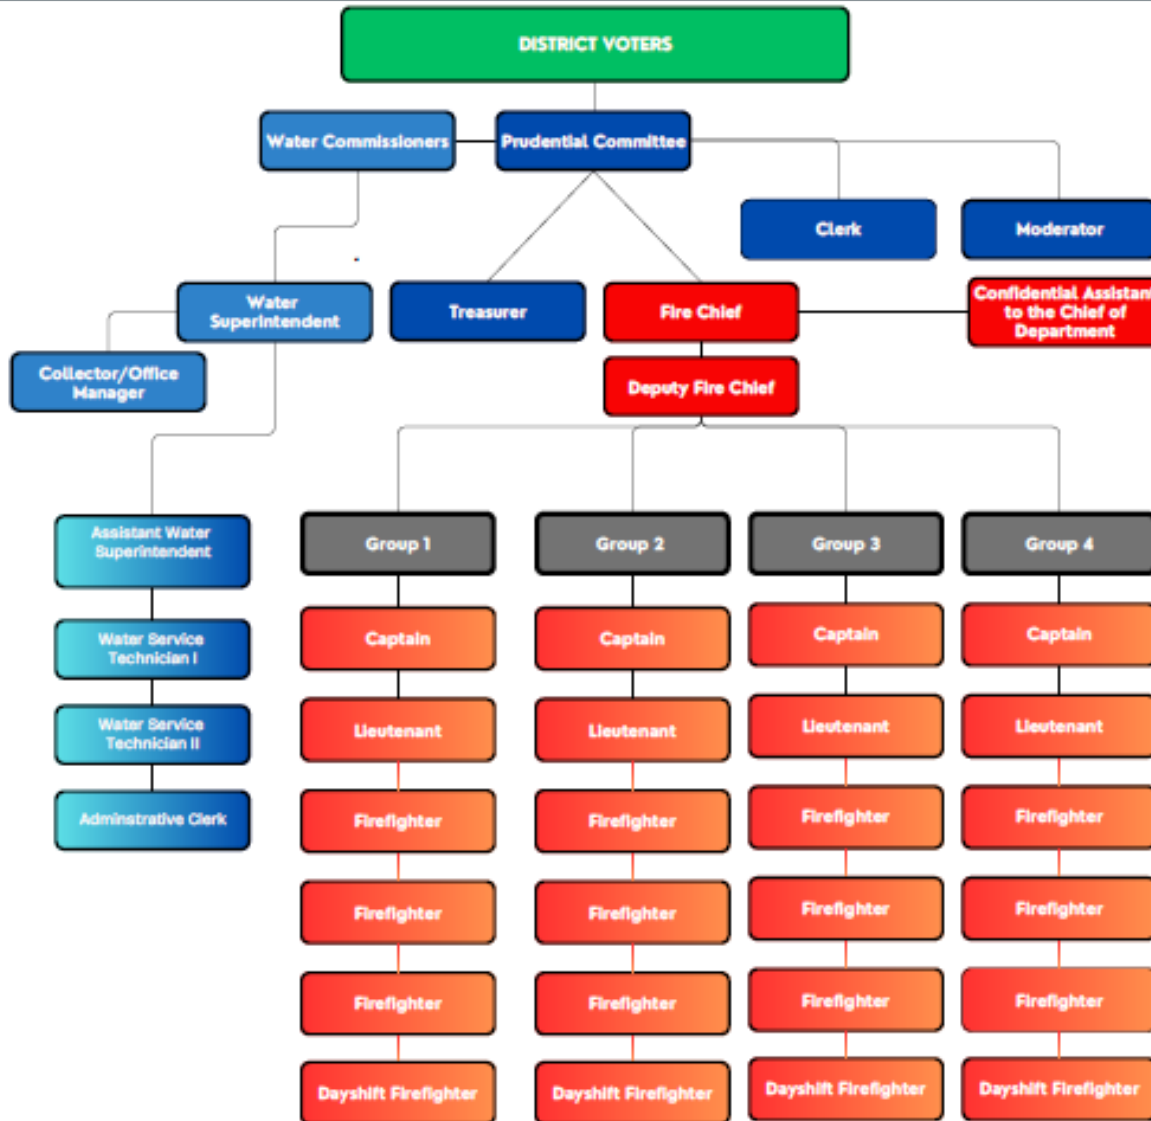 DISTRICT VOTERS
Water Commissioners
Prudential Committee
Clerk
Moderator
Water
Superintendent
Treasurer
Fire Chief
Confidential Assistant
to the Chief of
Department
Collector/Office
Manager
Deputy Fire Chief
Assistant Water
Superintendent
Group 1
Group 2
Group 3
Group 4
Water Service
Technician I
Captain
Captain
Captain
Captain
Water Service
Technician II
Lieutenant
Lieutenant
Lieutenant
Lieutenant
Adminstrative Clerk
Firefighter
Firefighter
Firefighter
Firefighter
Firefighter
Firefighter
Firefighter
Firefighter
Firefighter
Firefighter
Firefighter
Firefighter
Dayshift Firefighter
Dayshift Firefighter
Dayshift Firefighter
Dayshift Firefighter